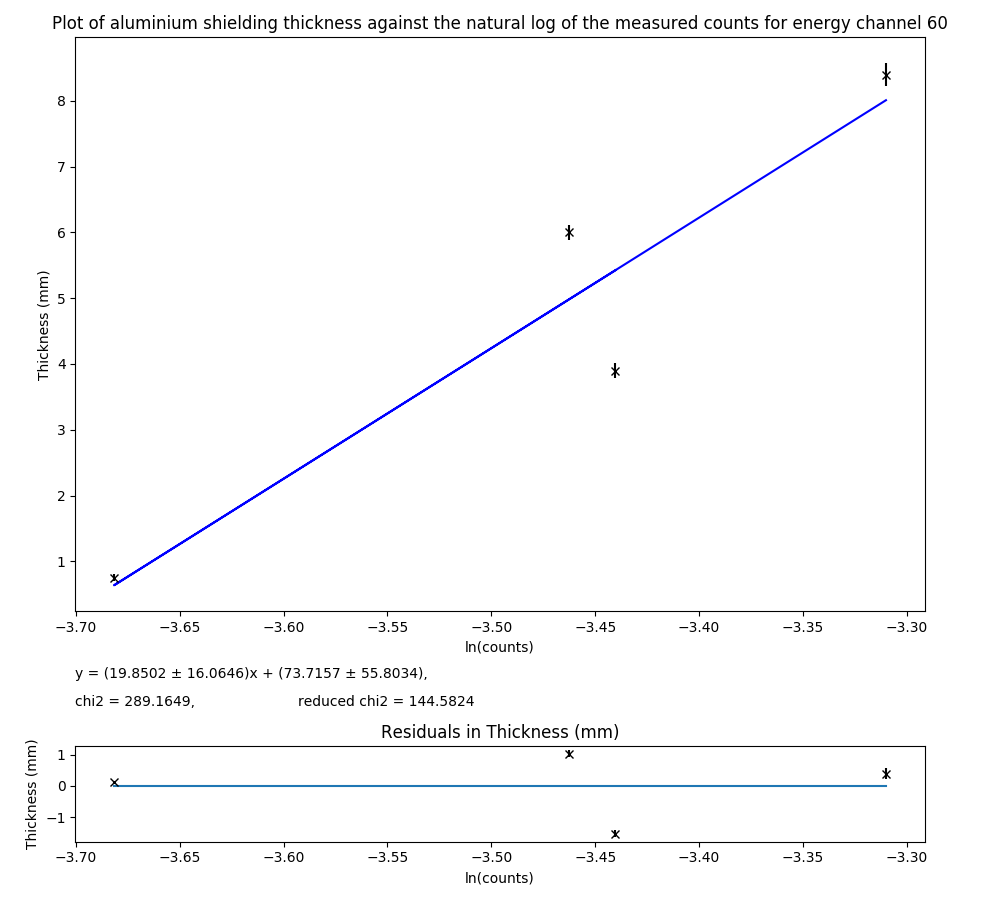 Plot of aluminium shielding thickness against the natural log of the measured counts for energy channel 60
Thickness (mm)
8
7
6
5
4
3
2
1
−3.70 −3.65 −3.60 −3.55 −3.50 −3.45 −3.40 −3.35 −3.30
ln(counts)
y = (19.8502 ± 16.0646)x + (73.7157 ± 55.8034),
chi2 = 289.1649, reduced chi2 = 144.5824
Residuals in Thickness (mm)
Thickness (mm)
1
0
−1
−3.70 −3.65 −3.60 −3.55 −3.50 −3.45 −3.40 −3.35 −3.30
ln(counts)